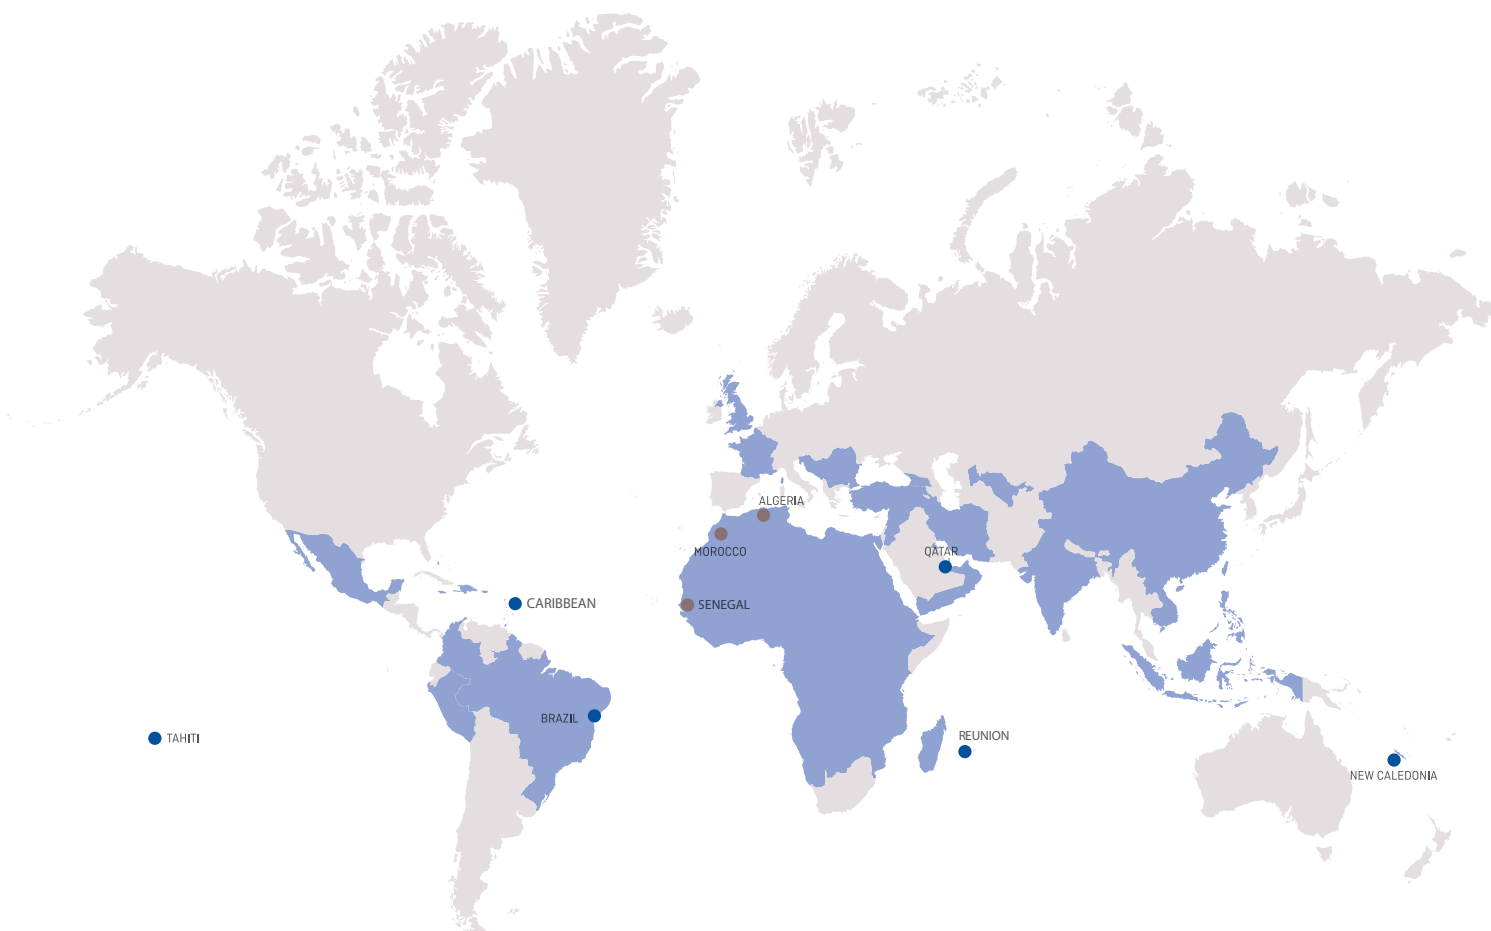 ALGERIA
MOROCCO
QATAR
CARIBBEAN
SENEGAL
BRAZIL
TAHITI
REUNION
NEW CALEDONIA